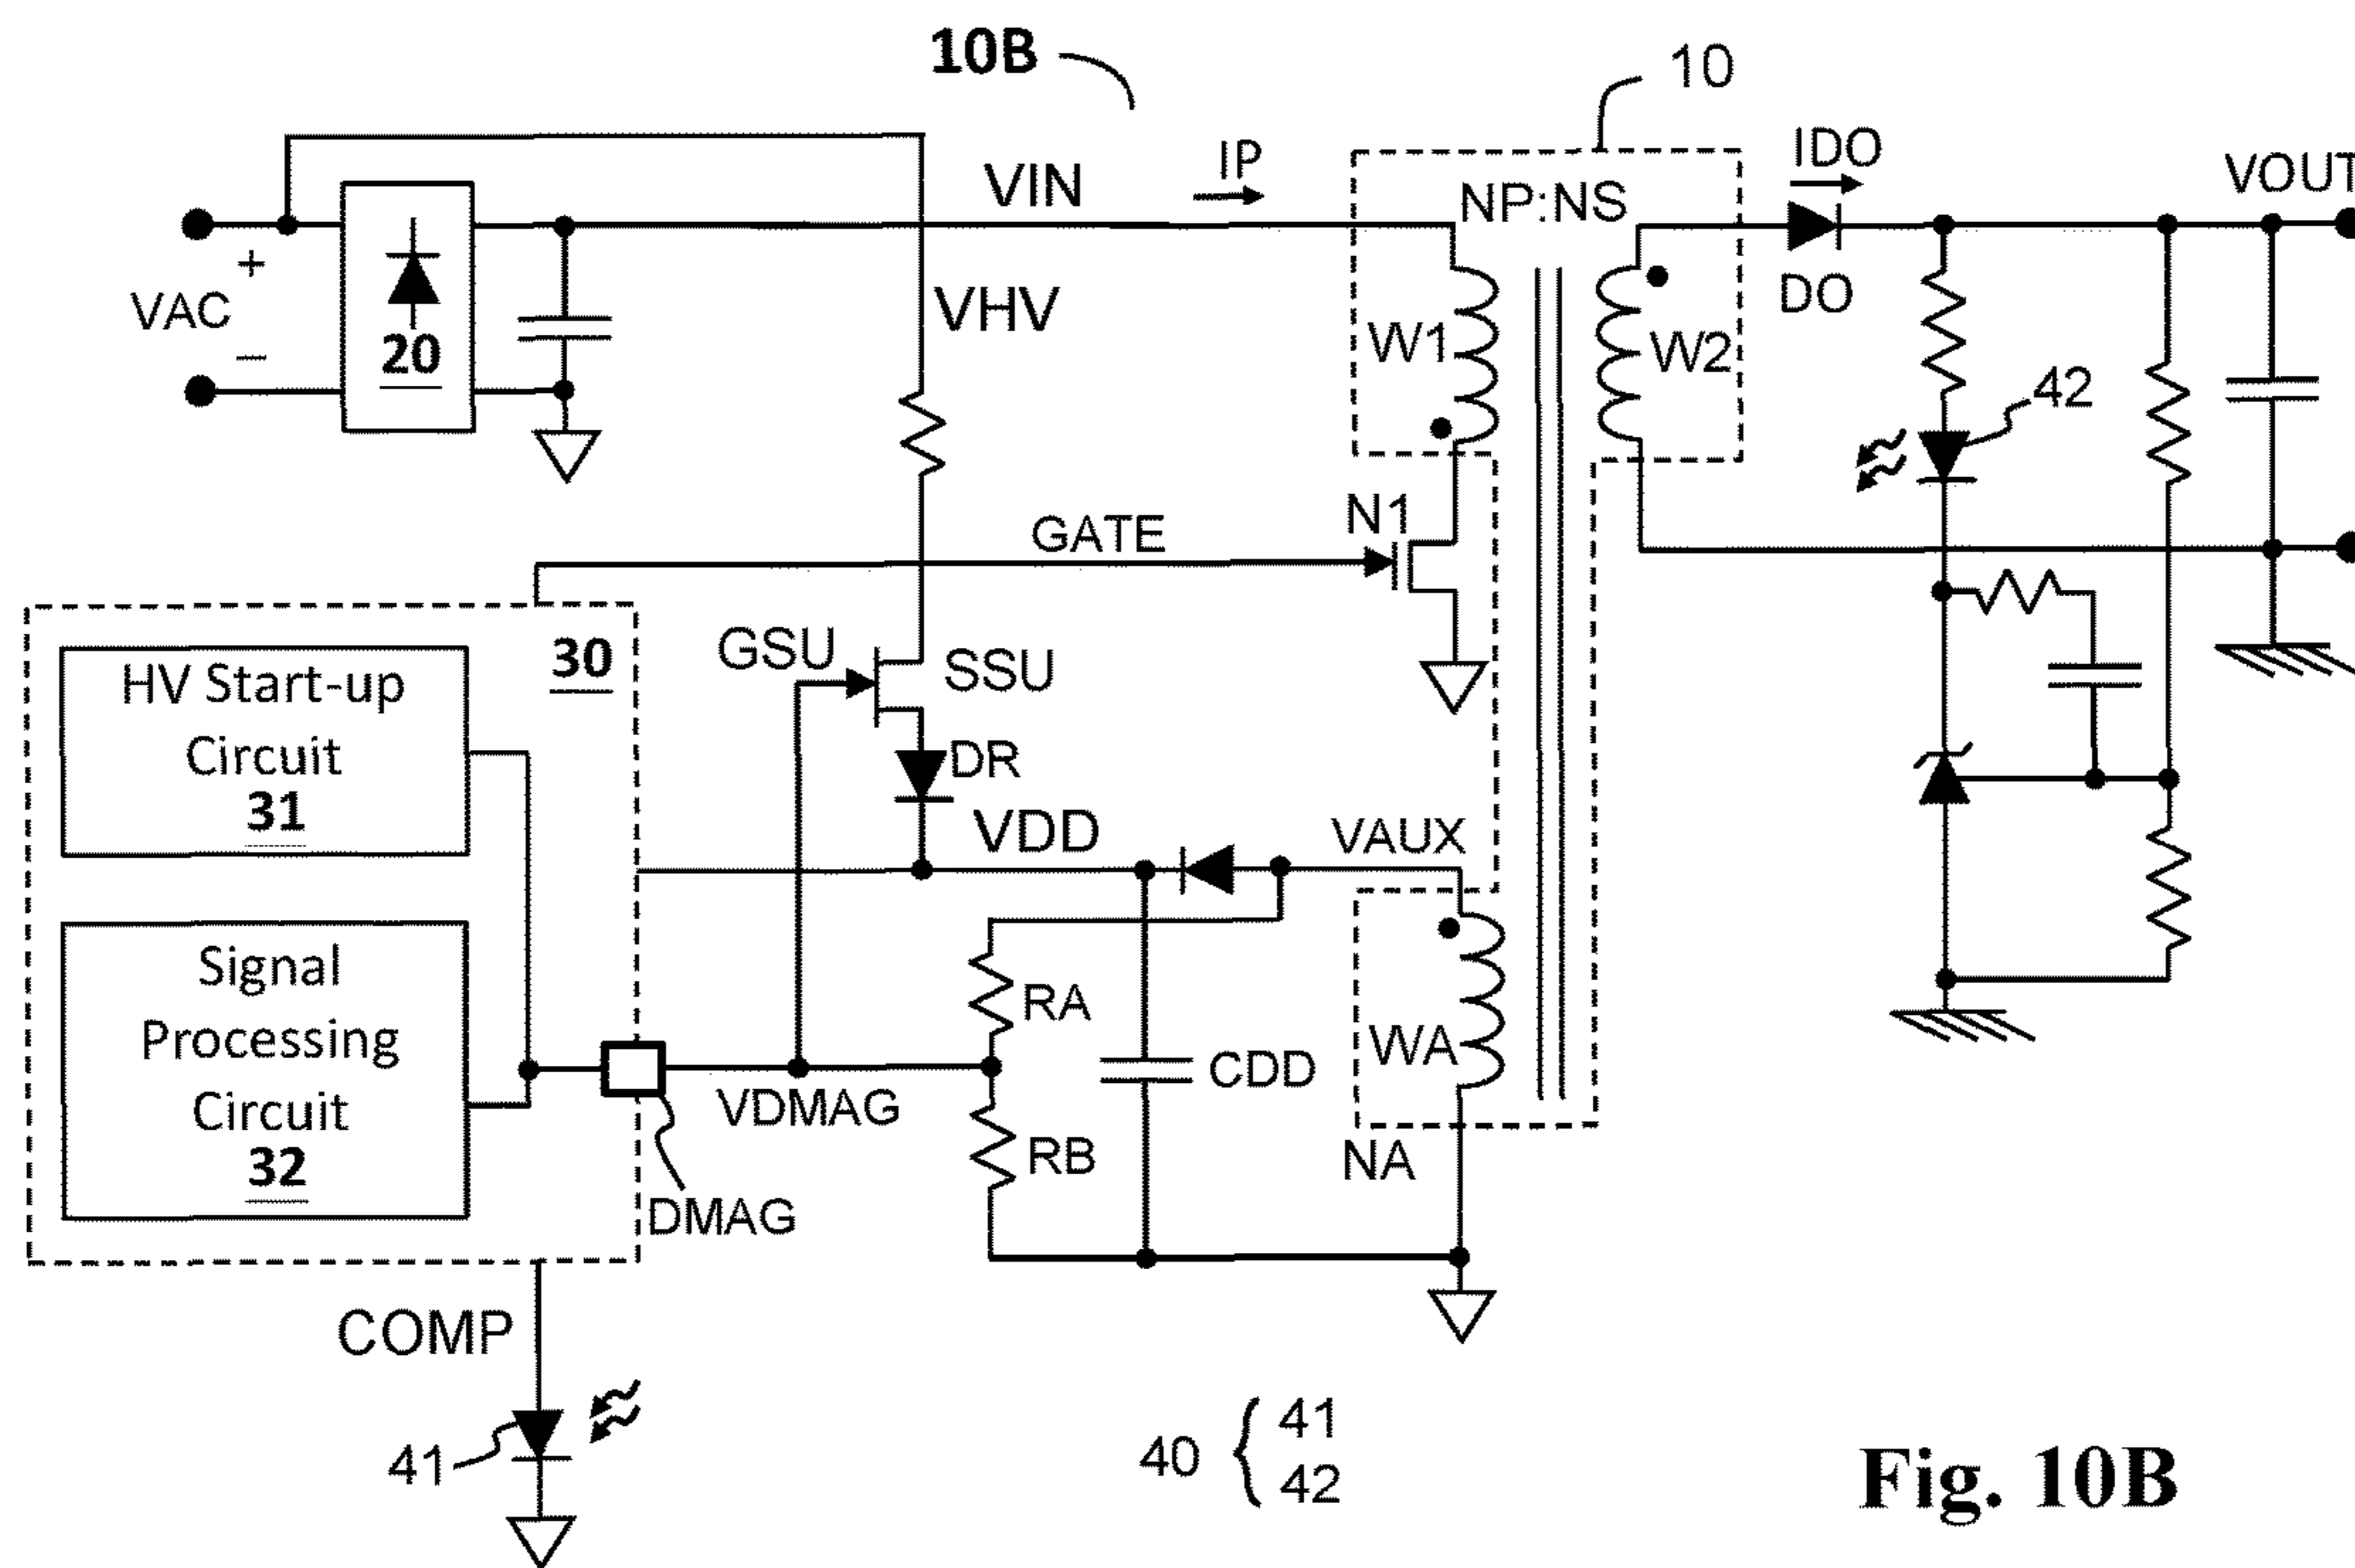 10B
10
IP
IDO
VOUT
VIN
NP:NS
+
VAC
−
20
VHV
W1
W2
DO
42
N1
GATE
GSU
SSU
30
HV Start-up
Circuit
31
DR
VDD
VAUX
Signal
Processing
Circuit
32
RA
WA
CDD
VDMAG
RB
NA
DMAG
COMP
41
40 {
41
42
Fig. 10B